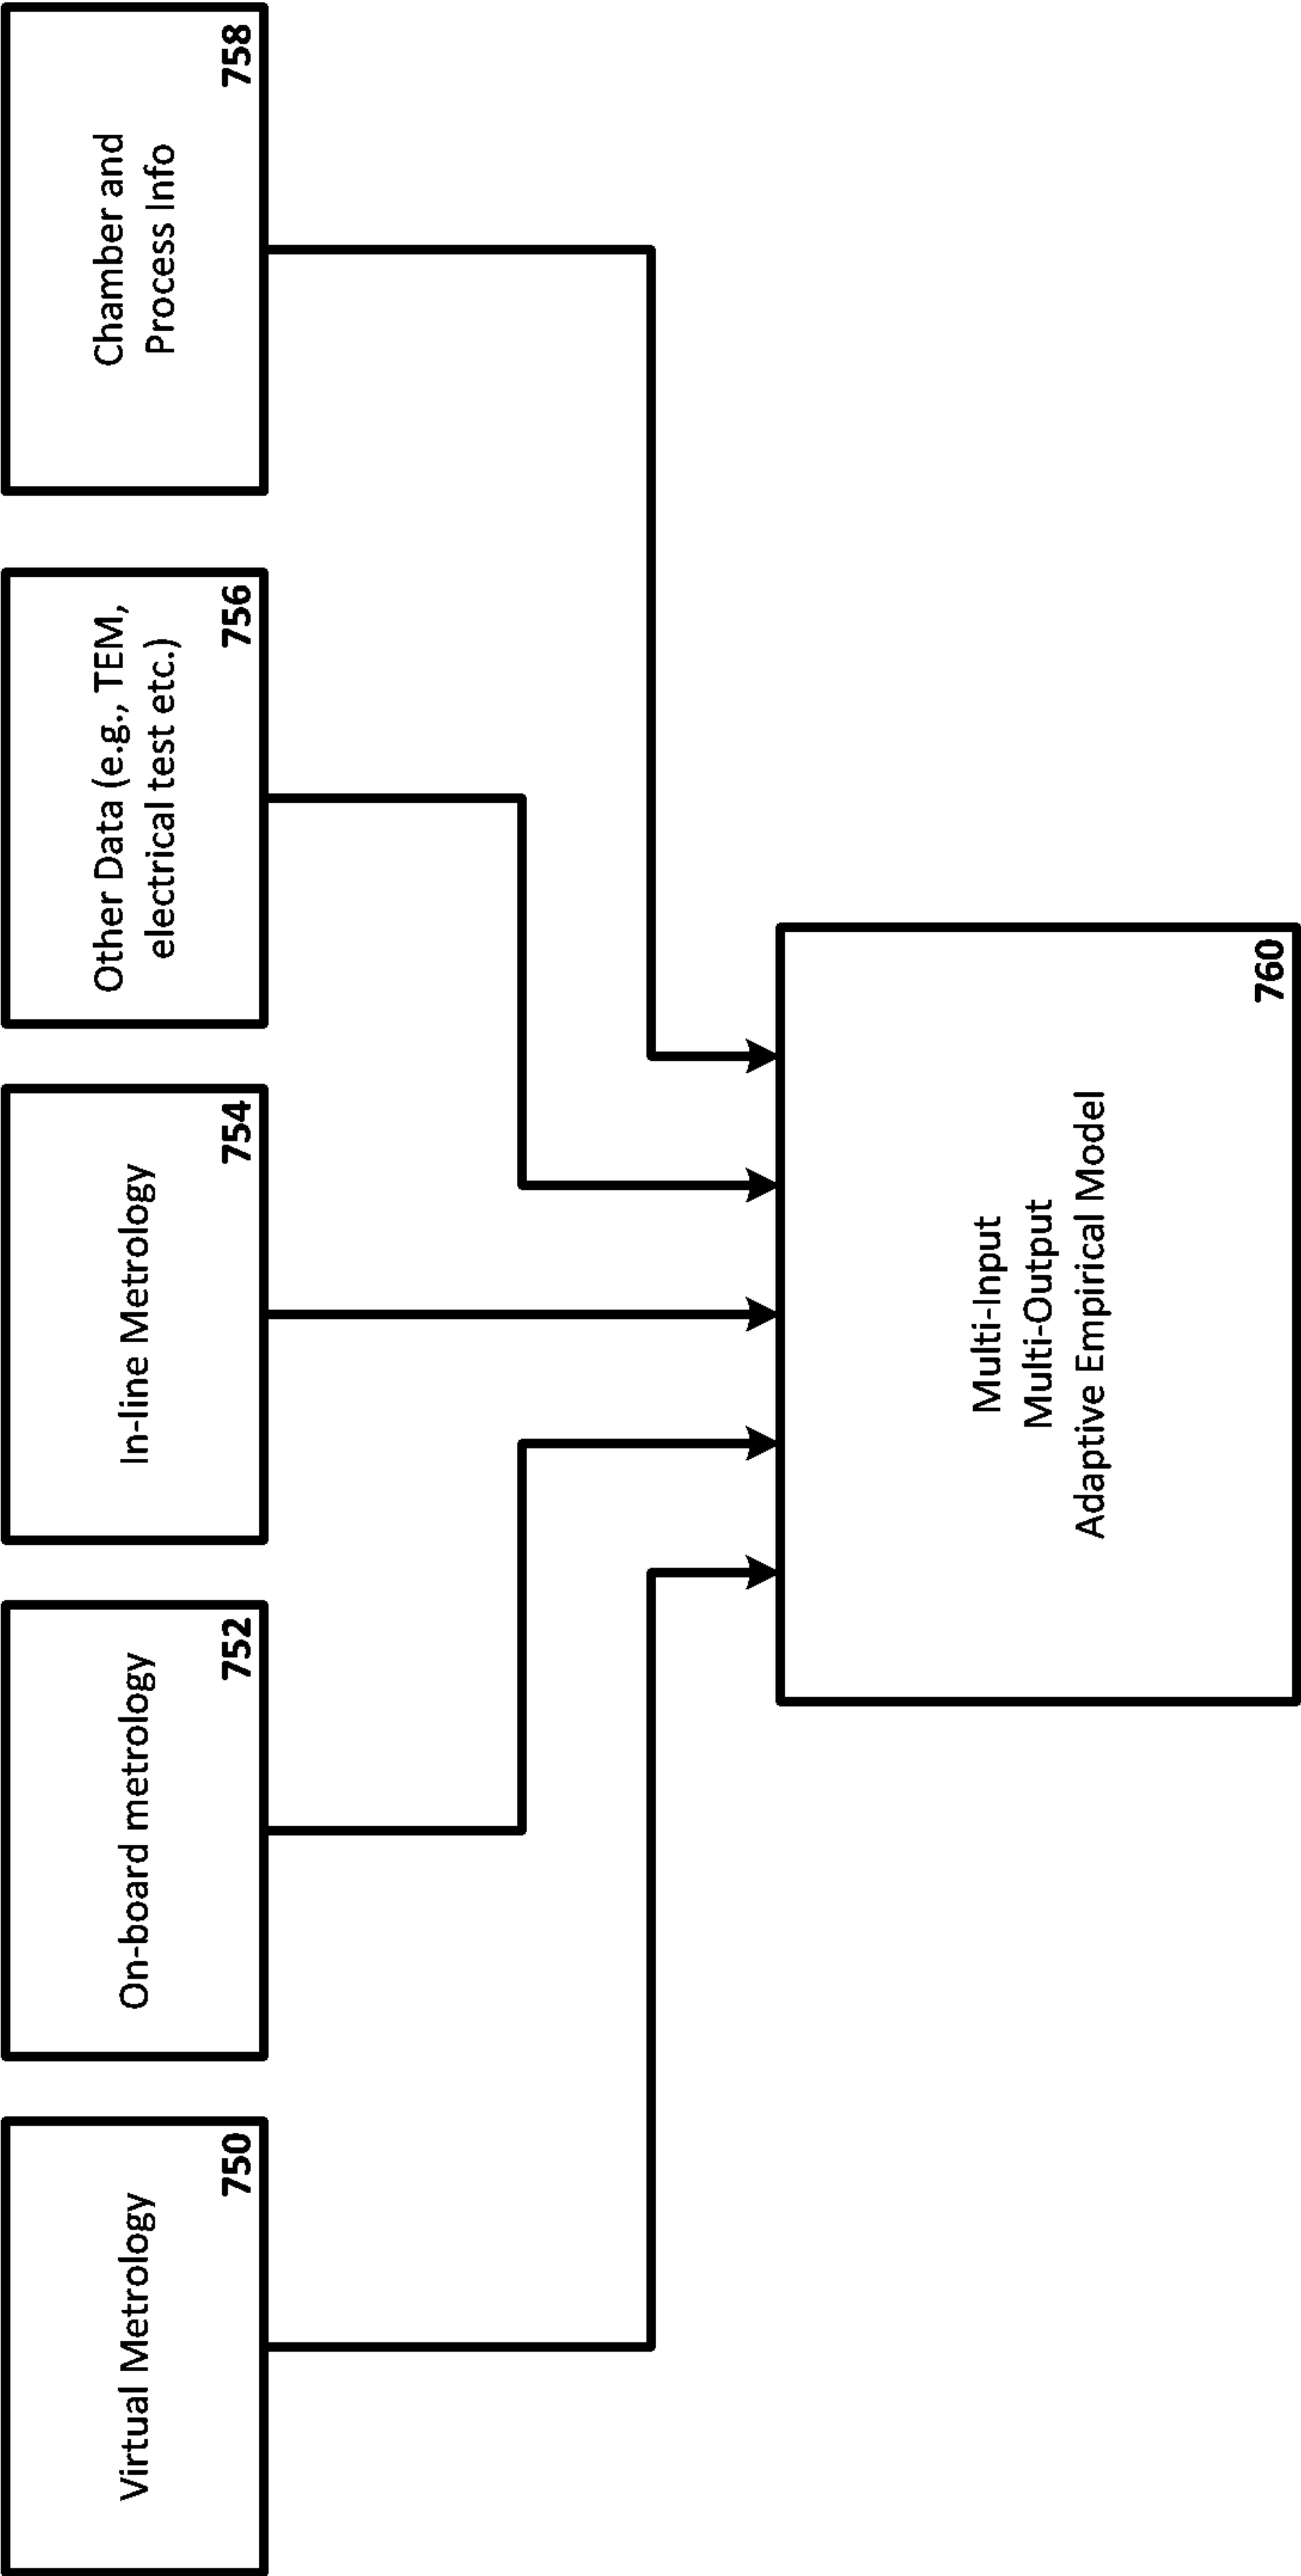 Virtual Metrology
750
On-board metrology
752
In-line Metrology
754
Other Data (e.g., TEM,
electrical test etc.)
756
Chamber and
Process Info
758
Multi-Input
Multi-Output
Adaptive Empirical Model
760